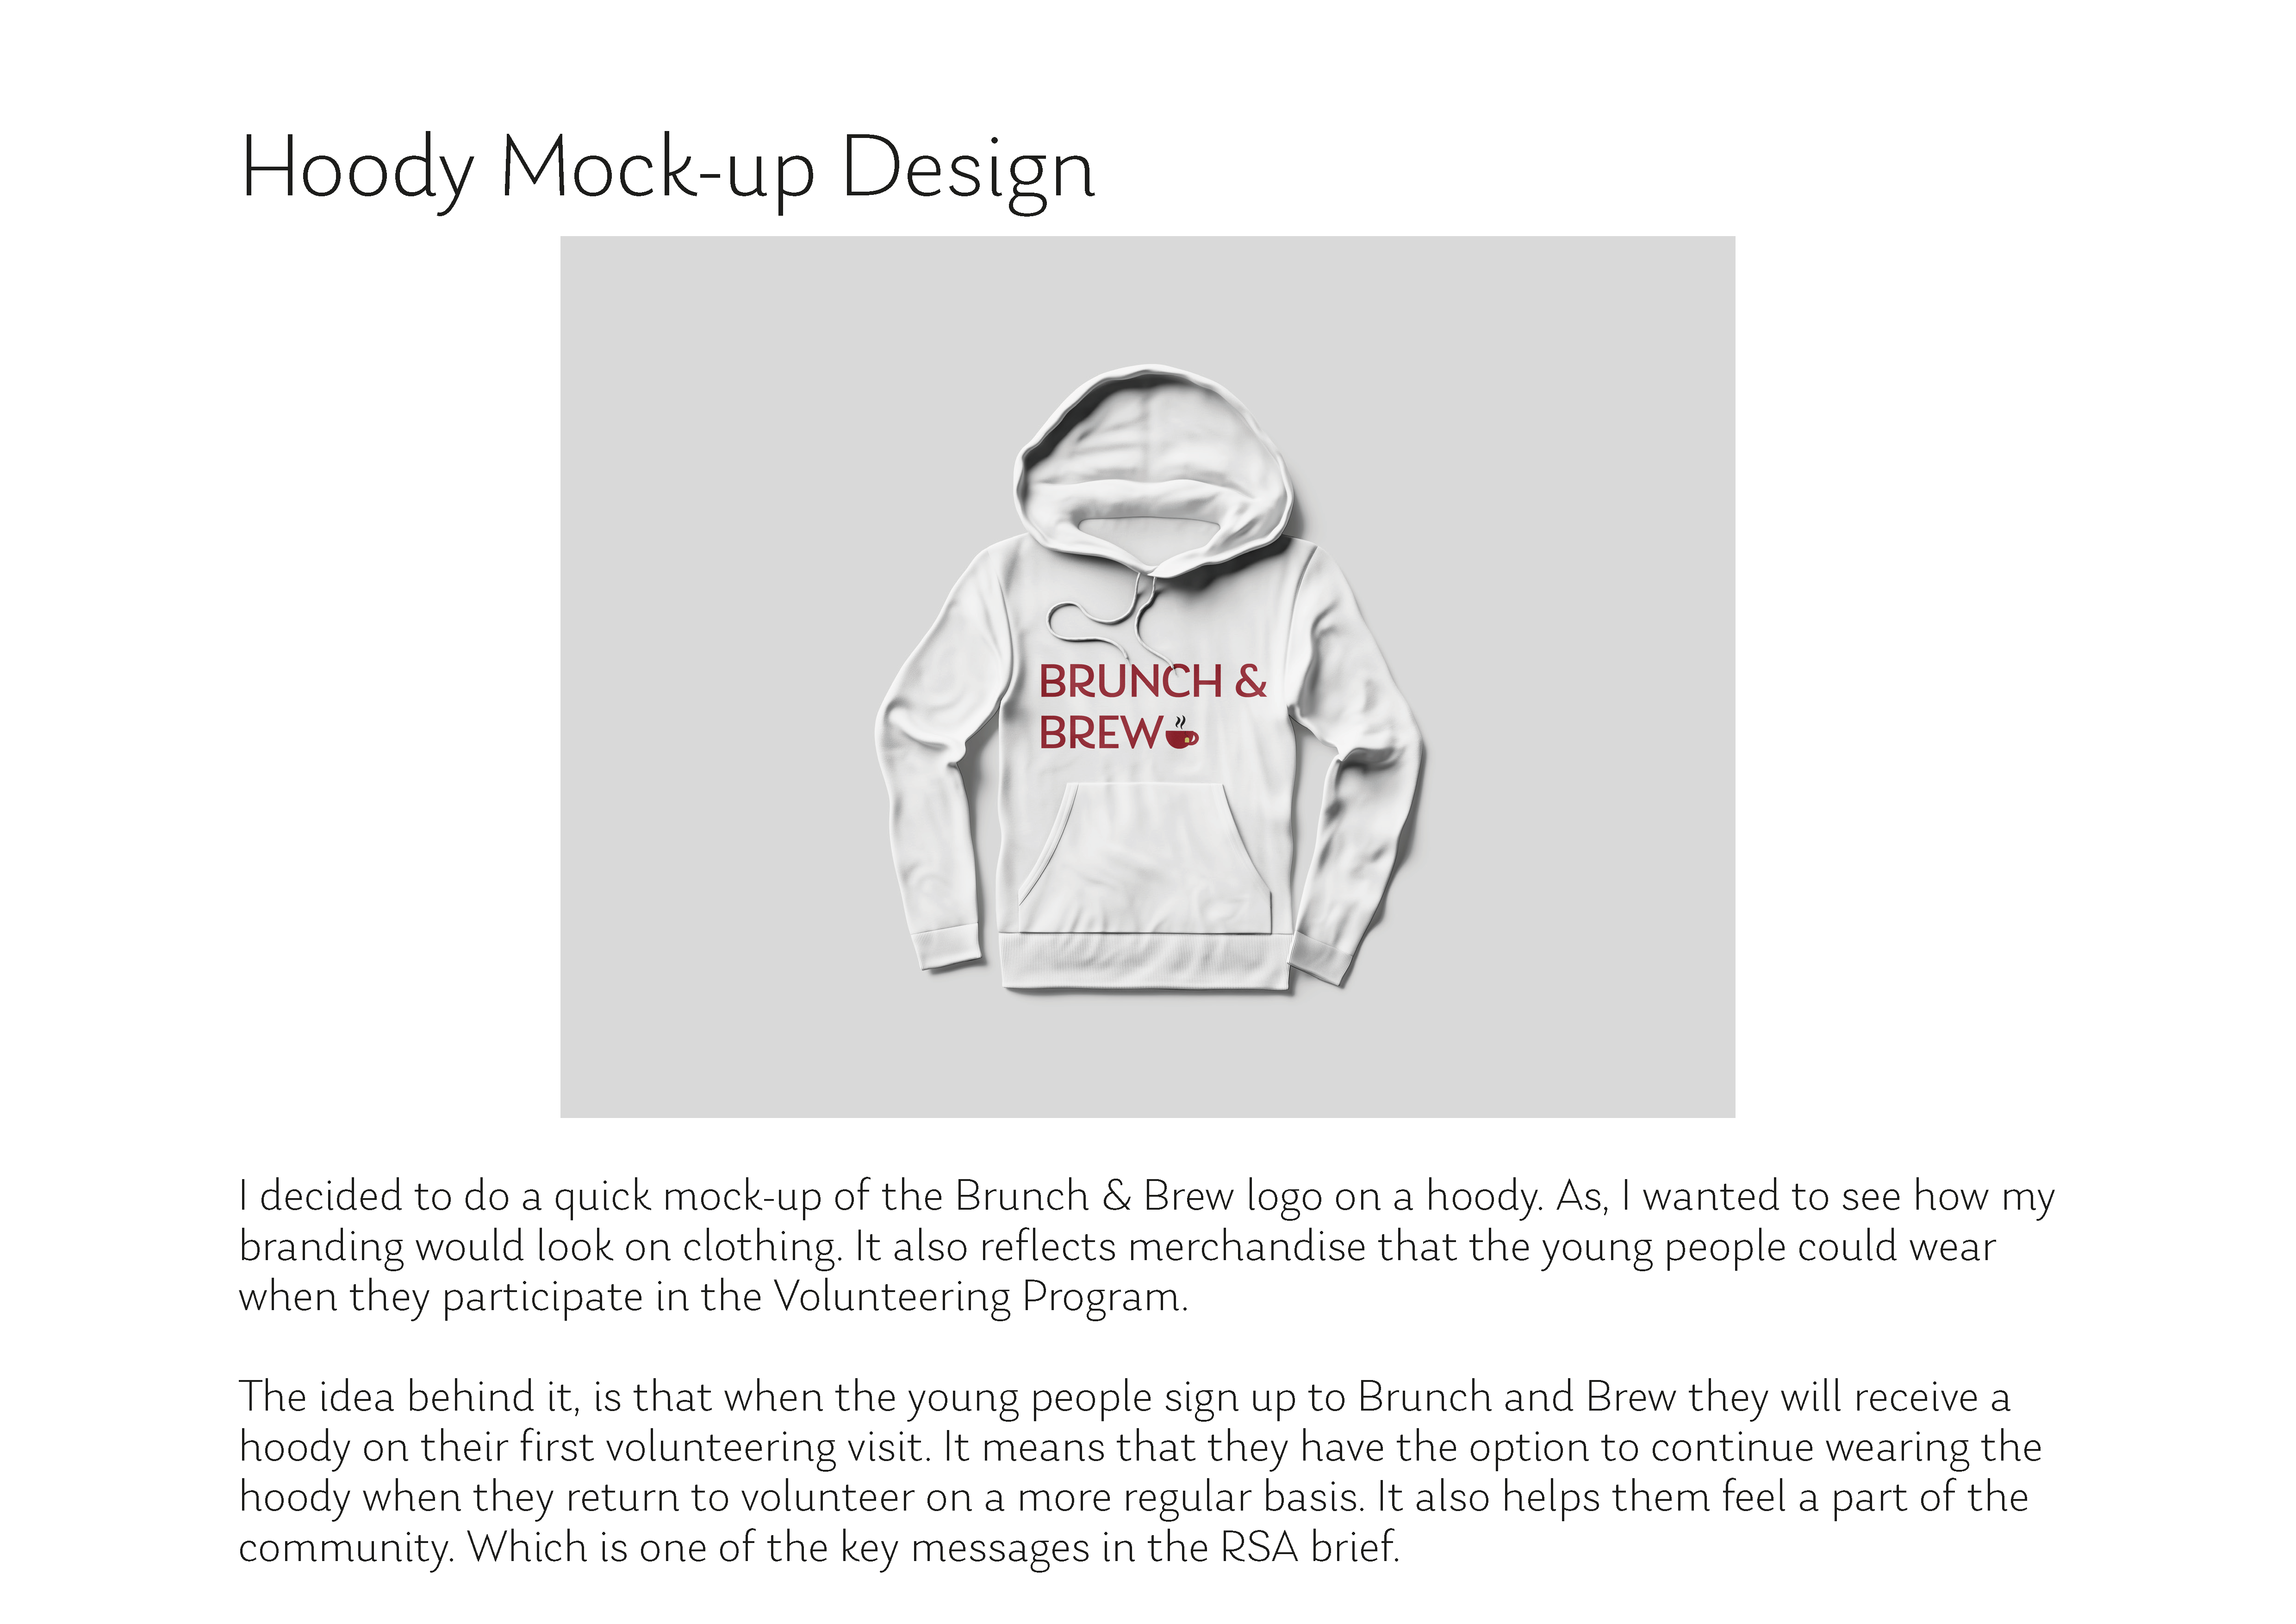 Hoody Mock-up Design
BRUNCH &
BREW
I decided to do a quick mock-up of the Brunch & Brew logo on a hoody. As, I wanted to see how my
branding would look on clothing. It also reflects merchandise that the young people could wear
when they participate in the Volunteering Program.
The idea behind it, is that when the young people sign up to Brunch and Brew they will receive a
hoody on their first volunteering visit. It means that they have the option to continue wearing the
hoody when they return to volunteer on a more regular basis. It also helps them feel a part of the
community. Which is one of the key messages in the RSA brief.